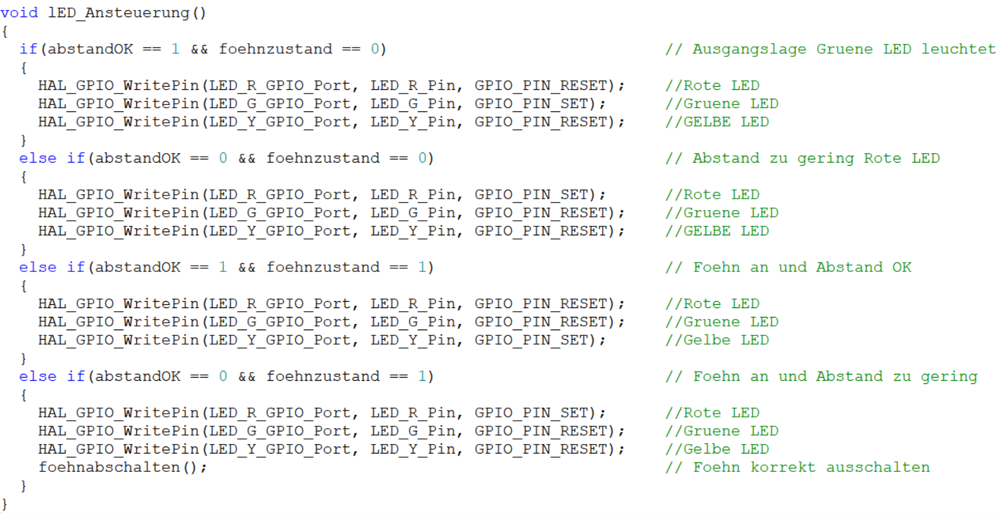 void lED_Ansteuerung()
{
  if(abstandOK == 1 && foehnzustand == 0) // Ausgangslage Gruene LED leuchtet
  {
    HAL_GPIO_WritePin(LED_R_GPIO_Port, LED_R_Pin, GPIO_PIN_RESET); //Rote LED
    HAL_GPIO_WritePin(LED_G_GPIO_Port, LED_G_Pin, GPIO_PIN_SET); //Gruene LED
    HAL_GPIO_WritePin(LED_Y_GPIO_Port, LED_Y_Pin, GPIO_PIN_RESET); //GELBE LED
  }
  else if(abstandOK == 0 && foehnzustand == 0) // Abstand zu gering Rote LED
  {
    HAL_GPIO_WritePin(LED_R_GPIO_Port, LED_R_Pin, GPIO_PIN_SET); //Rote LED
    HAL_GPIO_WritePin(LED_G_GPIO_Port, LED_G_Pin, GPIO_PIN_RESET); //Gruene LED
    HAL_GPIO_WritePin(LED_Y_GPIO_Port, LED_Y_Pin, GPIO_PIN_RESET); //GELBE LED
  }
  else if(abstandOK == 1 && foehnzustand == 1) // Foehn an und Abstand OK
  {
    HAL_GPIO_WritePin(LED_R_GPIO_Port, LED_R_Pin, GPIO_PIN_RESET); //Rote LED
    HAL_GPIO_WritePin(LED_G_GPIO_Port, LED_G_Pin, GPIO_PIN_RESET); //Gruene LED
    HAL_GPIO_WritePin(LED_Y_GPIO_Port, LED_Y_Pin, GPIO_PIN_SET); //Gelbe LED
  }
  else if(abstandOK == 0 && foehnzustand == 1) // Foehn an und Abstand zu gering
  {
    HAL_GPIO_WritePin(LED_R_GPIO_Port, LED_R_Pin, GPIO_PIN_SET); //Rote LED
    HAL_GPIO_WritePin(LED_G_GPIO_Port, LED_G_Pin, GPIO_PIN_RESET); //Gruene LED
    HAL_GPIO_WritePin(LED_Y_GPIO_Port, LED_Y_Pin, GPIO_PIN_RESET); //Gelbe LED
    foehnabschalten(); // Foehn korrekt ausschalten
  }
}